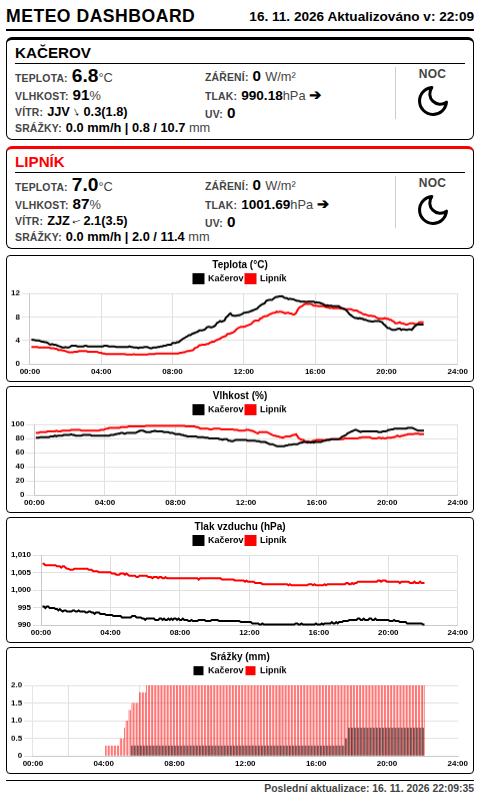 METEO DASHBOARD 16. 11. 2026 Aktualizováno v: 22:09
KAČEROV
TEPLOTA: 6.8°C ZÁŘENÍ: 0 W/m² NOC
VLHKOST: 91% TLAK: 990.18hPa ➔
VÍTR: JJV ↓ 0.3(1.8) UV: 0
SRÁŽKY: 0.0 mm/h | 0.8 / 10.7 mm
LIPNÍK
TEPLOTA: 7.0°C ZÁŘENÍ: 0 W/m² NOC
VLHKOST: 87% TLAK: 1001.69hPa ➔
VÍTR: ZJZ ← 2.1(3.5) UV: 0
SRÁŽKY: 0.0 mm/h | 2.0 / 11.4 mm
Teplota (°C)
Kačerov Lipník
12
8
4
0
00:00 04:00 08:00 12:00 16:00 20:00 24:00
Vlhkost (%)
Kačerov Lipník
100
80
60
40
20
0
00:00 04:00 08:00 12:00 16:00 20:00 24:00
Tlak vzduchu (hPa)
Kačerov Lipník
1,010
1,005
1,000
995
990
00:00 04:00 08:00 12:00 16:00 20:00 24:00
Srážky (mm)
Kačerov Lipník
2.0
1.5
1.0
0.5
0
00:00 04:00 08:00 12:00 16:00 20:00 24:00
Poslední aktualizace: 16. 11. 2026 22:09:35